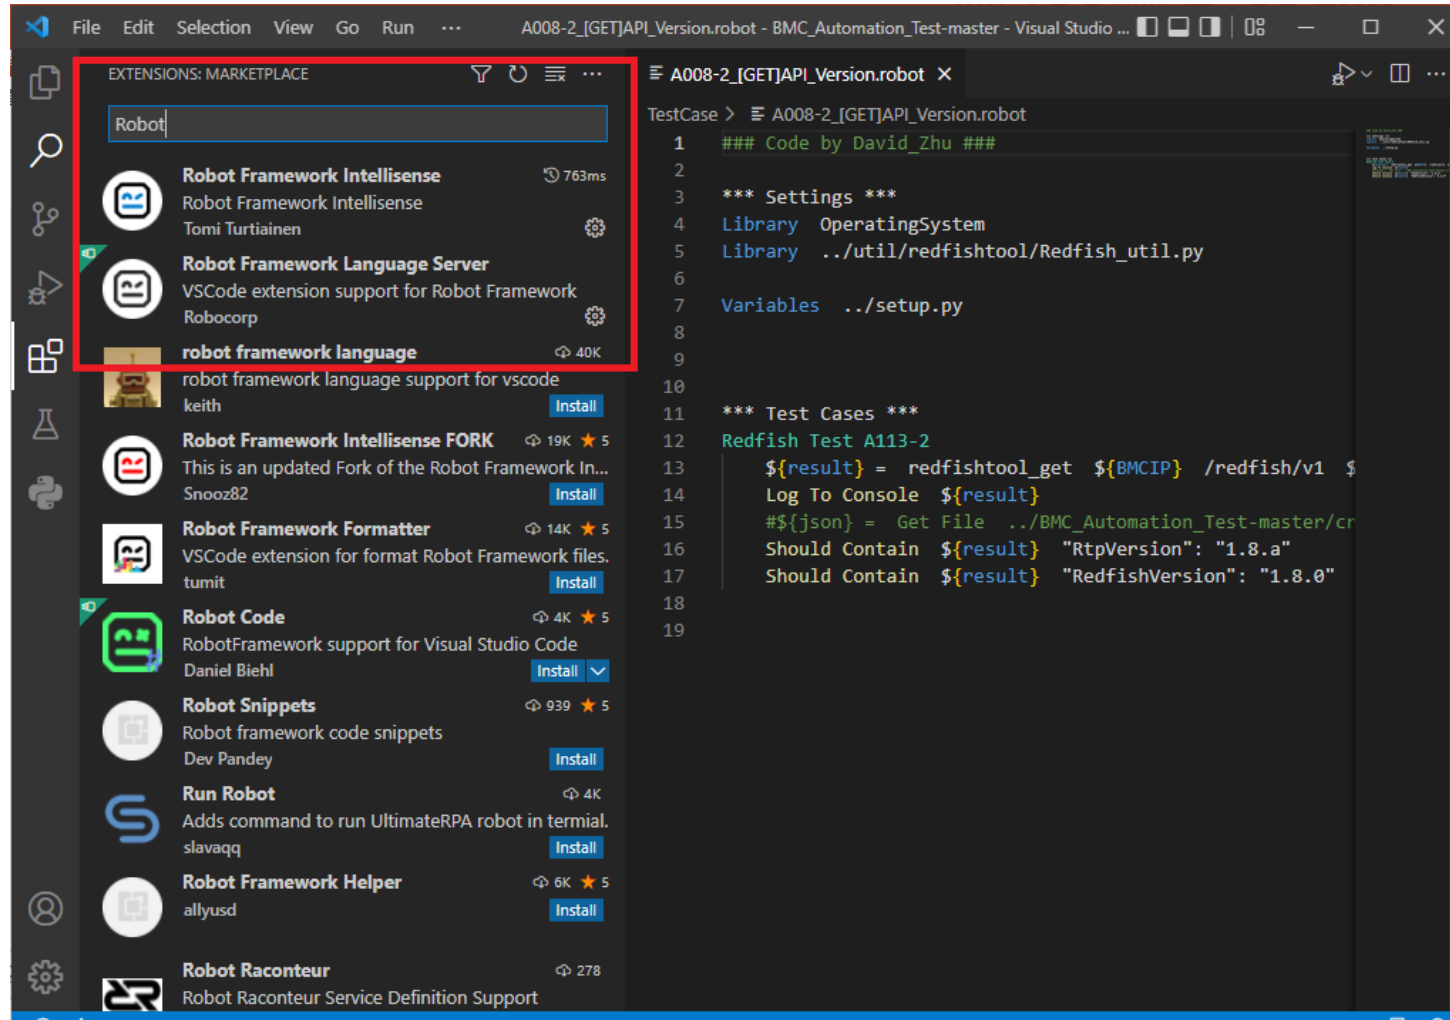 File Edit Selection View Go Run ··· A008-2_[GET]API_Version.robot - BMC_Automation_Test-master - Visual Studio ...
EXTENSIONS: MARKETPLACE
Robot
Robot Framework Intellisense 763ms
Robot Framework Intellisense
Tomi Turtiainen
Robot Framework Language Server
VSCode extension support for Robot Framework
Robocorp
robot framework language 40K
robot framework language support for vscode
keith Install
Robot Framework Intellisense FORK 19K ★ 5
This is an updated Fork of the Robot Framework In...
Snooz82 Install
Robot Framework Formatter 14K ★ 5
VSCode extension for format Robot Framework files.
tumit Install
Robot Code 4K ★ 5
RobotFramework support for Visual Studio Code
Daniel Biehl Install
Robot Snippets 939 ★ 5
Robot framework code snippets
Dev Pandey Install
Run Robot 4K
Adds command to run UltimateRPA robot in termial.
slavaqq Install
Robot Framework Helper 6K ★ 5
allyusd Install
Robot Raconteur 278
Robot Raconteur Service Definition Support
A008-2_[GET]API_Version.robot
TestCase > A008-2_[GET]API_Version.robot
1 ### Code by David_Zhu ###
2
3 *** Settings ***
4 Library OperatingSystem
5 Library ../util/redfishtool/Redfish_util.py
6
7 Variables ../setup.py
8
9
10
11 *** Test Cases ***
12 Redfish Test A113-2
13 ${result} = redfishtool_get ${BMCIP} /redfish/v1 $
14 Log To Console ${result}
15 #${json} = Get File ../BMC_Automation_Test-master/cr
16 Should Contain ${result} "RtpVersion": "1.8.a"
17 Should Contain ${result} "RedfishVersion": "1.8.0"
18
19